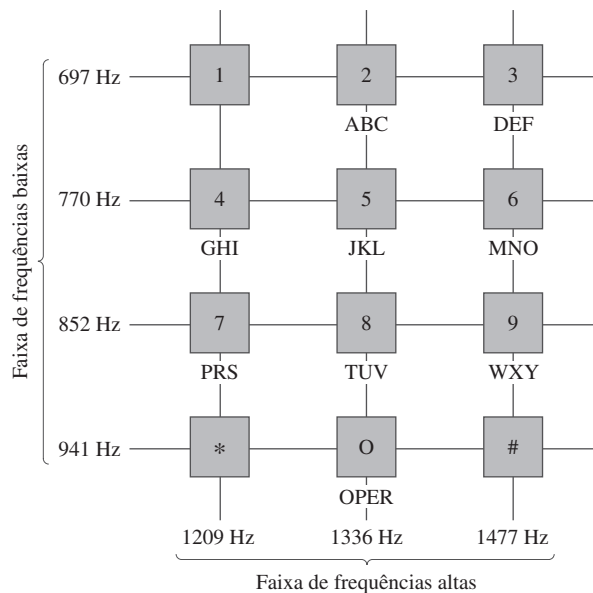 697 Hz 1 2 3
ABC DEF
770 Hz 4 5 6
GHI JKL MNO
852 Hz 7 8 9
PRS TUV WXY
941 Hz * O #
OPER
1209 Hz 1336 Hz 1477 Hz
Faixa de frequências altas
Faixa de frequências baixas